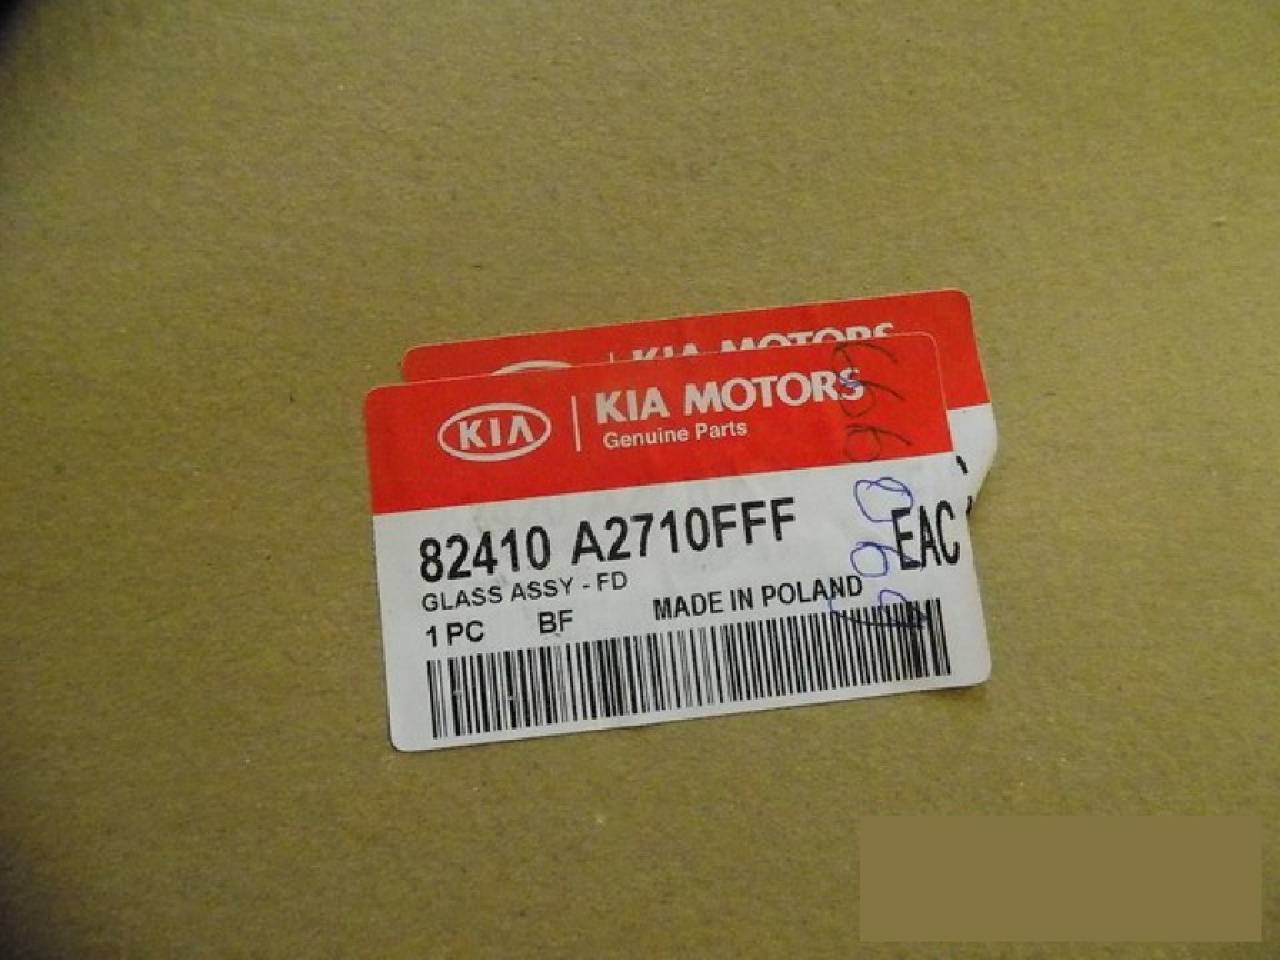 KIA MOTORS
KIA
KIA MOTORS
Genuine Parts
82410 A2710FFF
EAC
GLASS ASSY - FD
1 PC BF MADE IN POLAND